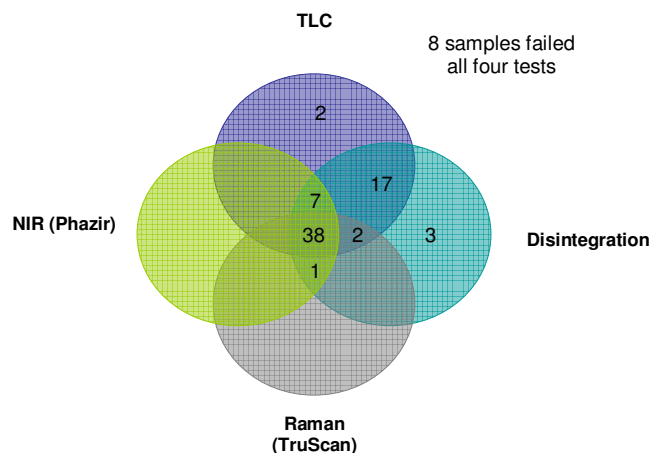 TLC
8 samples failed
all four tests
2
17
7
NIR (Phazir)
38
2
3
Disintegration
1
Raman
(TruScan)